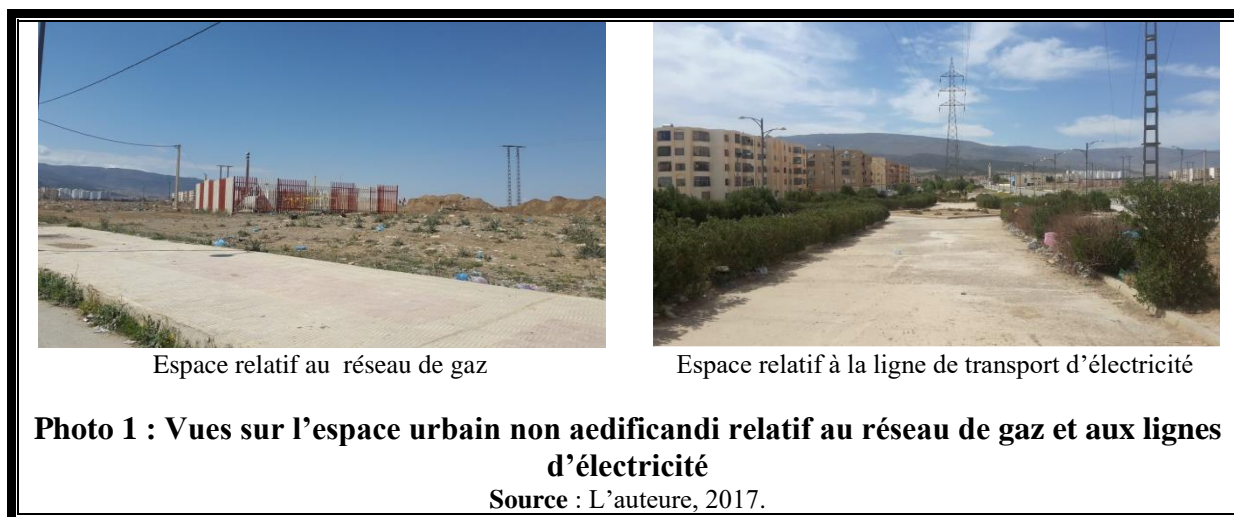 Espace relatif au réseau de gaz
Espace relatif à la ligne de transport d’électricité
Photo 1 : Vues sur l’espace urbain non aedificandi relatif au réseau de gaz et aux lignes
d’électricité
Source : L’auteure, 2017.